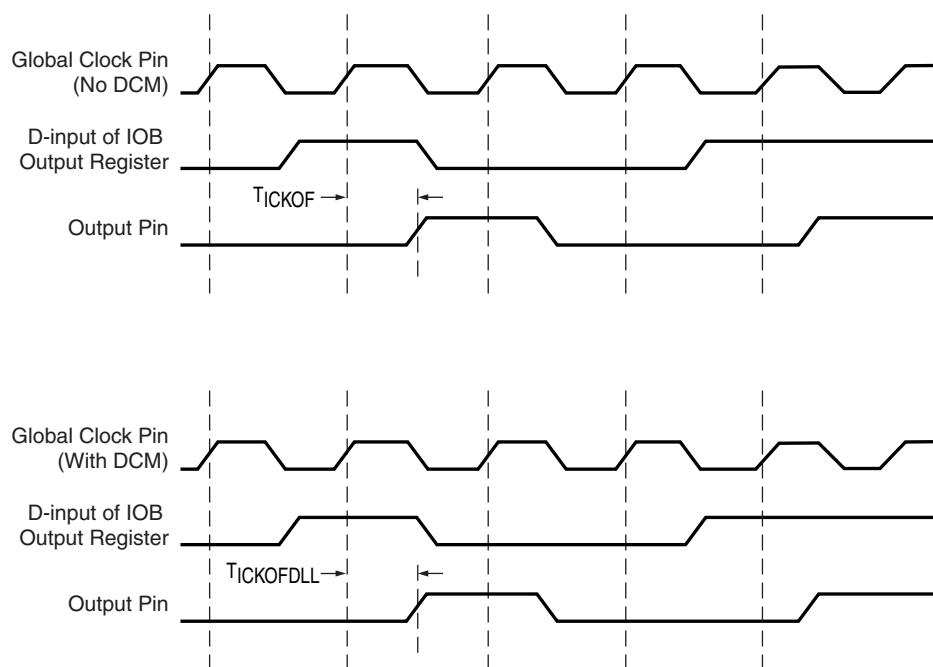 Global Clock Pin
(No DCM)
D-input of IOB
Output Register
TICKOF
Output Pin
Global Clock Pin
(With DCM)
D-input of IOB
Output Register
TICKOFDLL
Output Pin